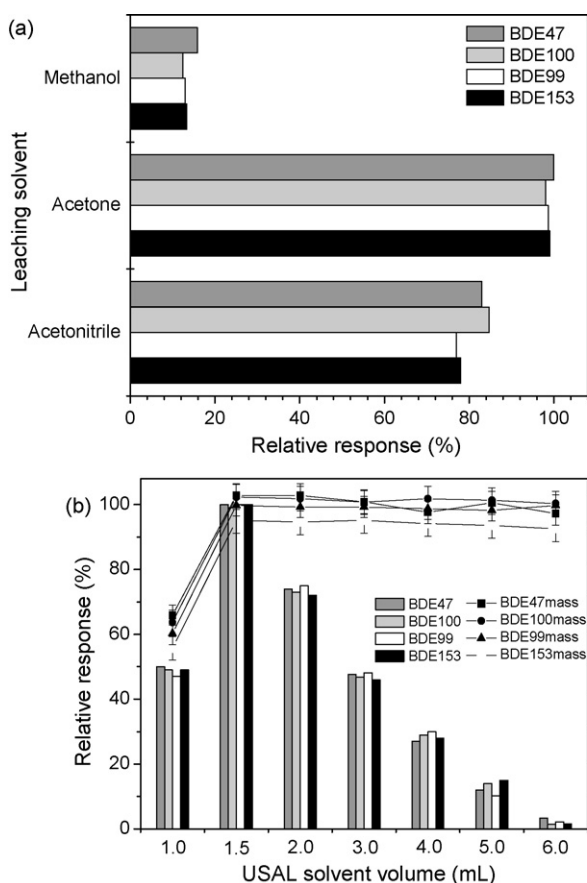 (a)
BDE47
BDE100
BDE99
BDE153
Methanol
Acetone
Acetonitrile
Leaching solvent
0 20 40 60 80 100
Relative response (%)
(b)
100
80
60
40
20
0
Relative response (%)
BDE47 BDE47mass
BDE100 BDE100mass
BDE99 BDE99mass
BDE153 BDE153mass
1.0 1.5 2.0 3.0 4.0 5.0 6.0
USAL solvent volume (mL)